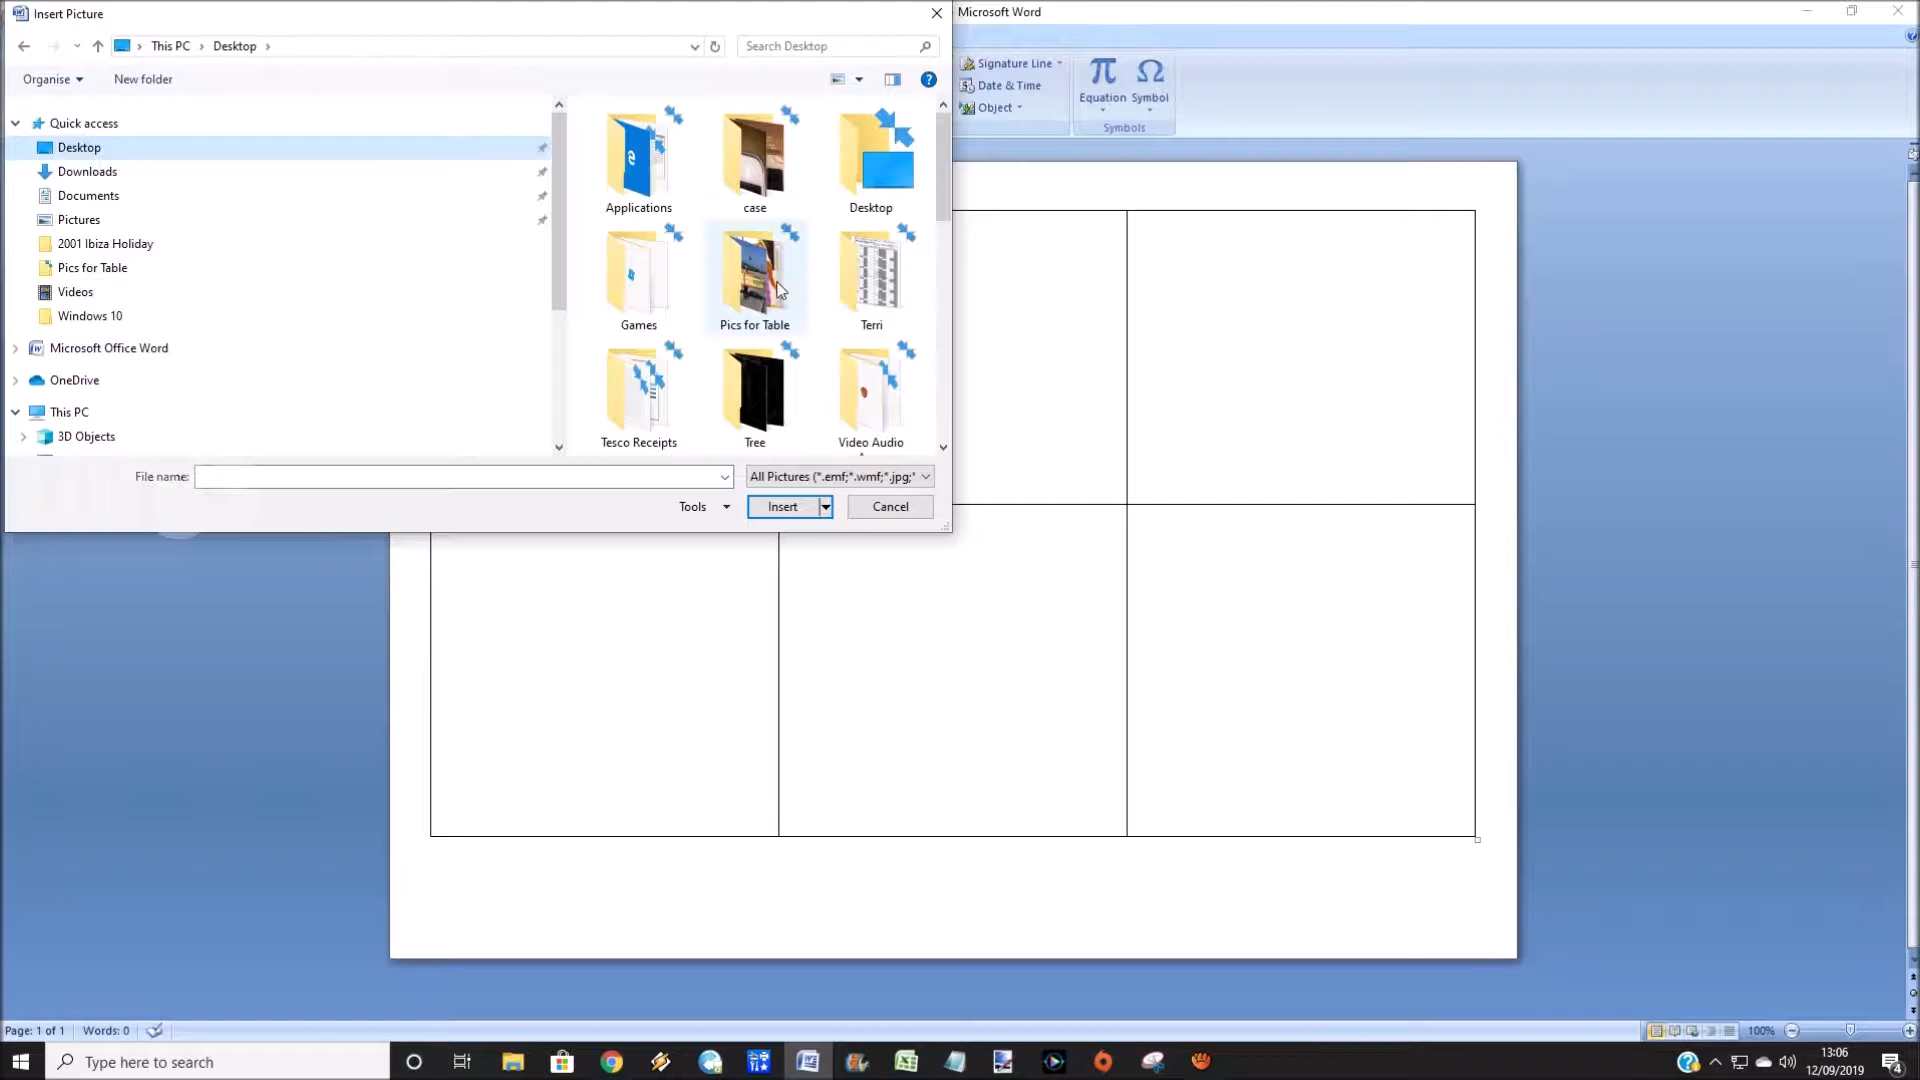 Insert Picture
Microsoft Word
This PC
Desktop
Search Desktop
Organise
New folder
Signature Line
Date & Time
Object
Equation
Symbol
Symbols
Quick access
Desktop
Downloads
Documents
Pictures
2001 Ibiza Holiday
Pics for Table
Videos
Windows 10
Microsoft Office Word
OneDrive
This PC
3D Objects
Applications
case
Desktop
Games
Pics for Table
Terri
Tesco Receipts
Tree
Video Audio
File name:
All Pictures (*.emf;*.wmf;*.jpg;*
Tools
Insert
Cancel
Page: 1 of 1
Words: 0
100%
Type here to search
13:06
12/09/2019
4